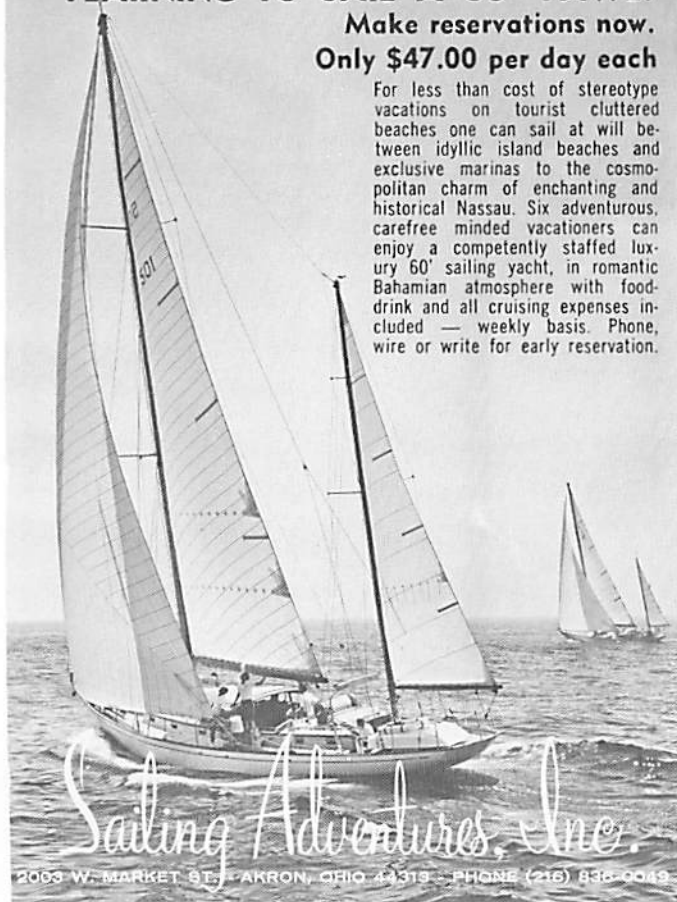 TO SAIL
Make reservations now.
Only $47.00 per day each
For less than cost of stereotype
vacations on tourist cluttered
beaches one can sail at will be-
tween idyllic island beaches and
exclusive marinas to the cosmo-
politan charm of enchanting and
historical Nassau. Six adventurous,
carefree minded vacationers can
enjoy a competently staffed lux-
ury 60' sailing yacht, in romantic
Bahamian atmosphere with food-
drink and all cruising expenses in-
cluded — weekly basis. Phone,
wire or write for early reservation.
Sailing Adventures, Inc.
2003 W. MARKET ST. - AKRON, OHIO 44313 - PHONE (216) 836-0049